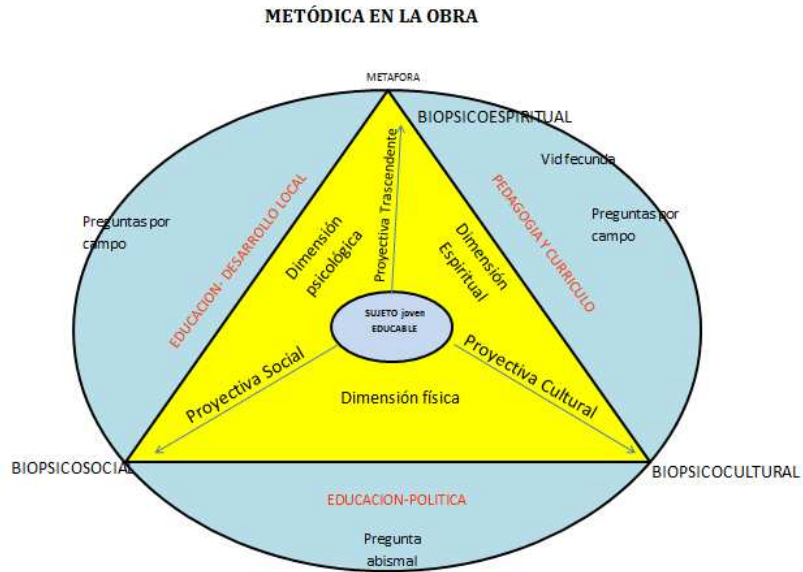 METÓDICA EN LA OBRA
METAFORA
BIOPSICOESPIRITUAL
Vid fecunda
Preguntas por
campo
PEDAGOGIA Y CURRICULO
Preguntas por
campo
EDUCACION- DESARROLLO LOCAL
Dimensión
psicológica
Proyectiva Trascendente
Dimensión
Espiritual
SUJETO joven
EDUCABLE
Proyectiva Social
Proyectiva Cultural
Dimensión física
BIOPSICOSOCIAL
BIOPSICOCULTURAL
EDUCACION-POLITICA
Pregunta
abismal